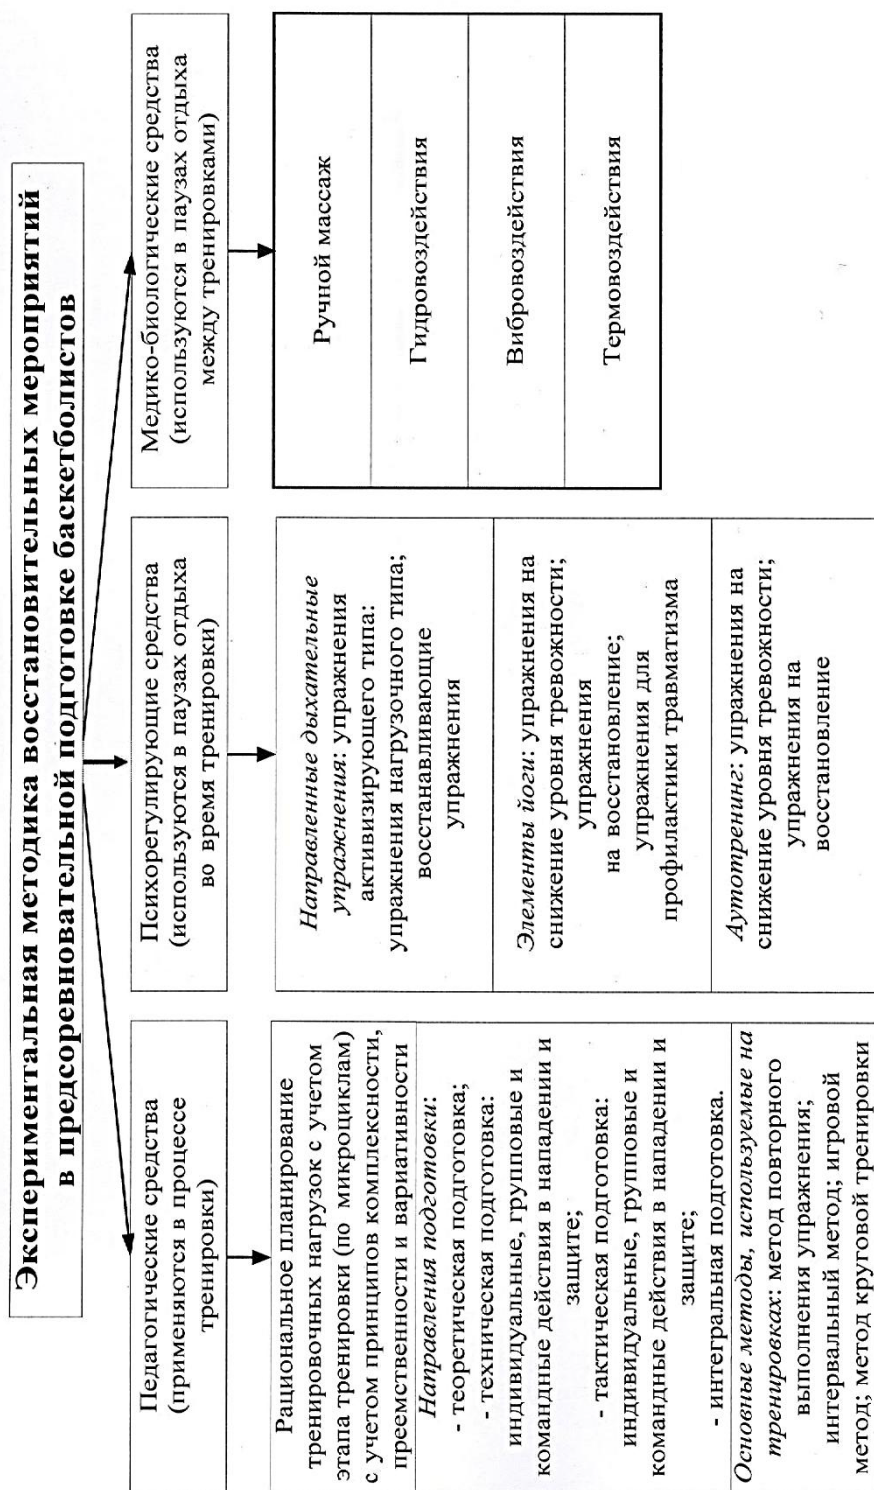 Экспериментальная методика восстановительных мероприятий
в предсоревновательной подготовке баскетболистов
Педагогические средства
(применяются в процессе
тренировки)
Рациональное планирование
тренировочных нагрузок с учетом
этапа тренировки (по микроциклам)
с учетом принципов комплексности,
преемственности и вариативности
Направления подготовки:
- теоретическая подготовка;
- техническая подготовка:
индивидуальные, групповые и
командные действия в нападении и
защите;
- тактическая подготовка:
индивидуальные, групповые и
командные действия в нападении и
защите;
- интегральная подготовка.
Основные методы, используемые на
тренировках: метод повторного
выполнения упражнения;
интервальный метод; игровой
метод; метод круговой тренировки
Психорегулирующие средства
(используются в паузах отдыха
во время тренировки)
Направленные дыхательные
упражнения: упражнения
активизирующего типа:
упражнения нагрузочного типа;
восстанавливающие
упражнения
Элементы йоги: упражнения на
снижение уровня тревожности;
упражнения
на восстановление;
упражнения для
профилактики травматизма
Аутотренинг: упражнения на
снижение уровня тревожности;
упражнения на
восстановление
Медико-биологические средства
(используются в паузах отдыха
между тренировками)
Ручной массаж
Гидровоздействия
Вибровоздействия
Термовоздействия